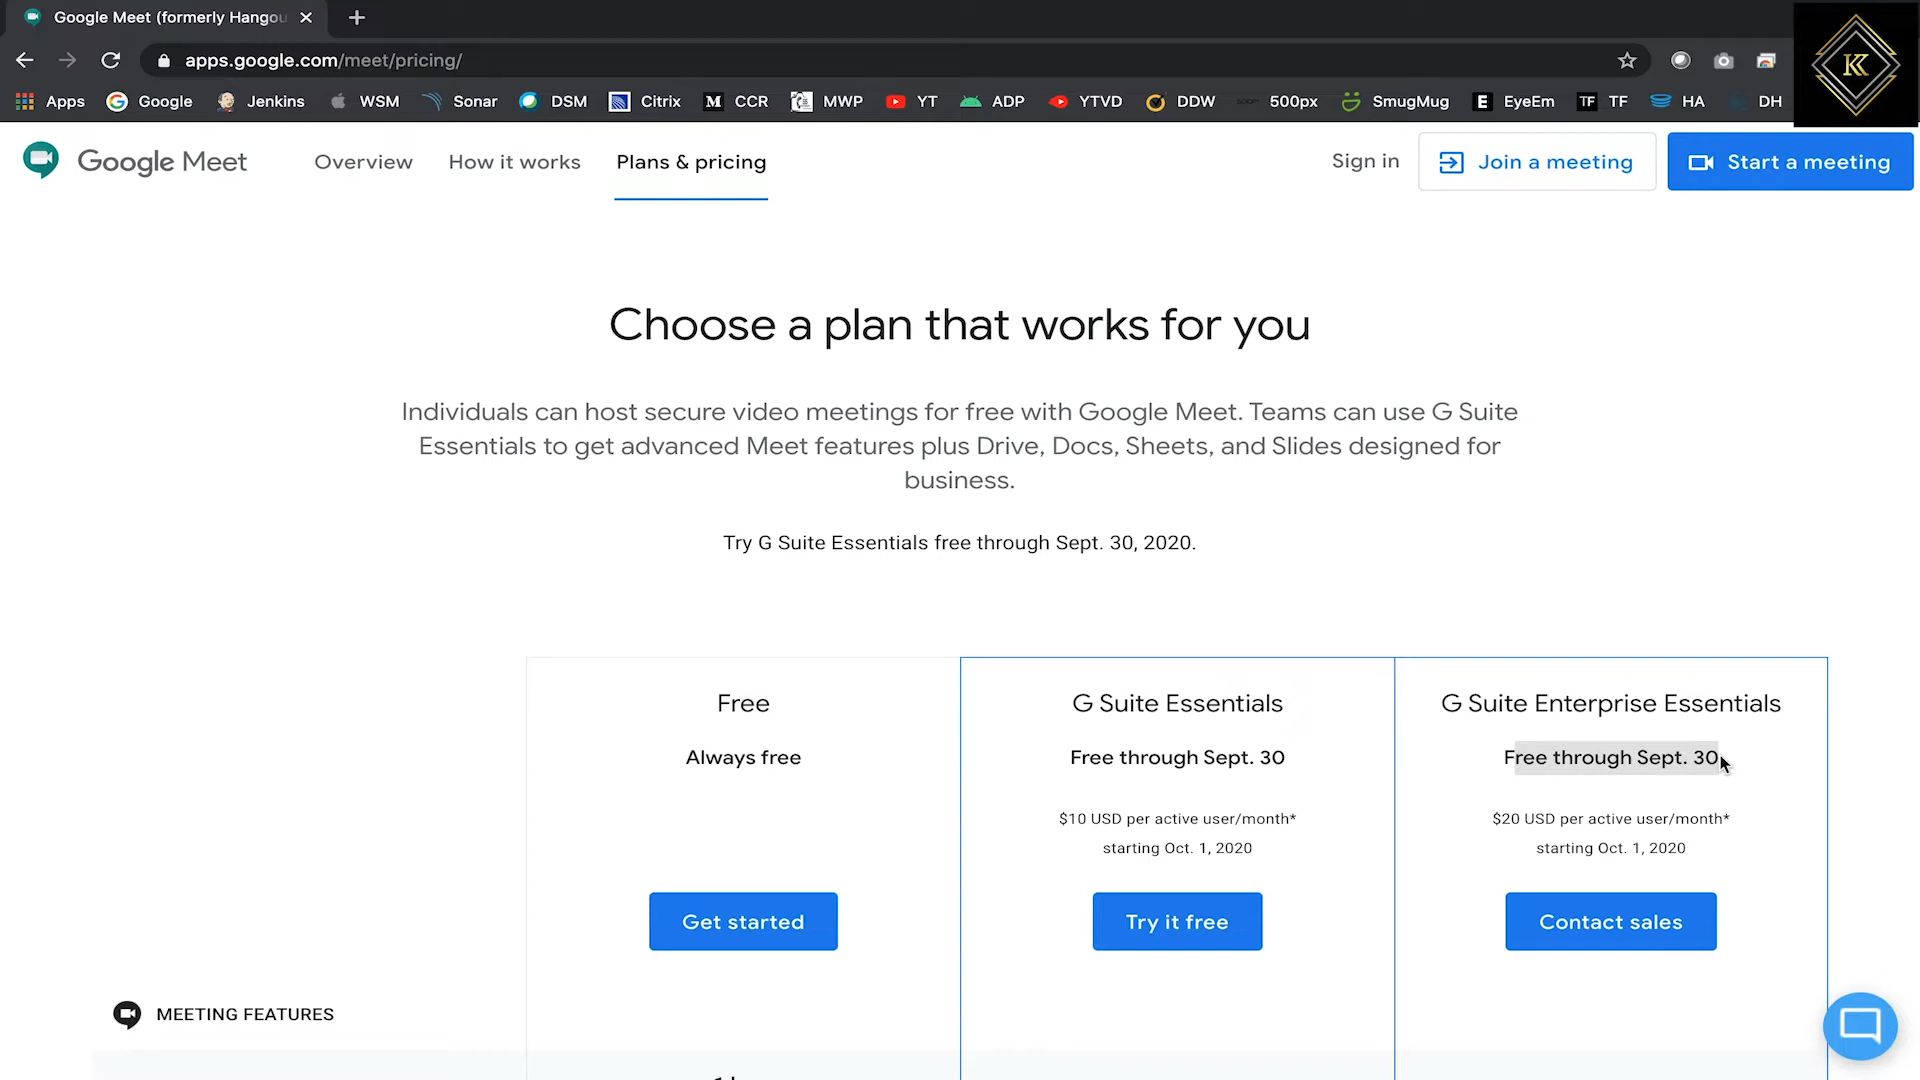 Google Meet (formerly Hangou
apps.google.com/meet/pricing/
Apps Google Jenkins WSM Sonar DSM Citrix M CCR MWP YT ADP YTVD DDW 500px SmugMug E EyeEm TF TF HA DH
K
Google Meet Overview How it works Plans & pricing Sign in Join a meeting Start a meeting
Choose a plan that works for you
Individuals can host secure video meetings for free with Google Meet. Teams can use G Suite
Essentials to get advanced Meet features plus Drive, Docs, Sheets, and Slides designed for
business.
Try G Suite Essentials free through Sept. 30, 2020.
Free
Always free
Get started
G Suite Essentials
Free through Sept. 30
$10 USD per active user/month*
starting Oct. 1, 2020
Try it free
G Suite Enterprise Essentials
Free through Sept. 30
$20 USD per active user/month*
starting Oct. 1, 2020
Contact sales
MEETING FEATURES